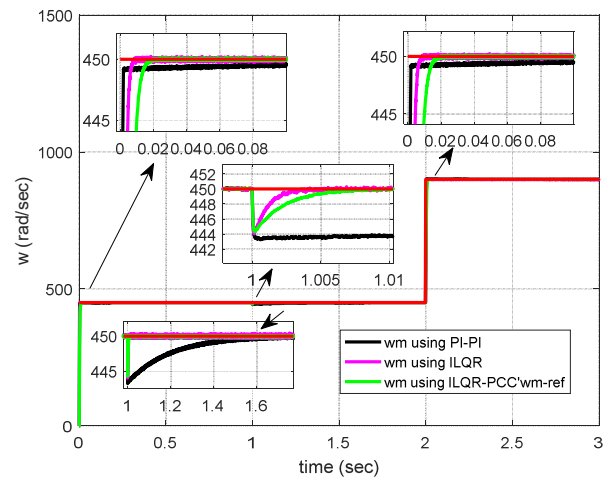 1500
1000
500
0
w (rad/sec)
450
445
0 0.02 0.04 0.06 0.08
450
445
0 0.02 0.04 0.06 0.08
450
448
446
444
442
1 1.005 1.01
450
445
1 1.2 1.4 1.6
wm using PI-PI
wm using ILQR
wm using ILQR-PCC'wm-ref
0 0.5 1 1.5 2 2.5 3
time (sec)